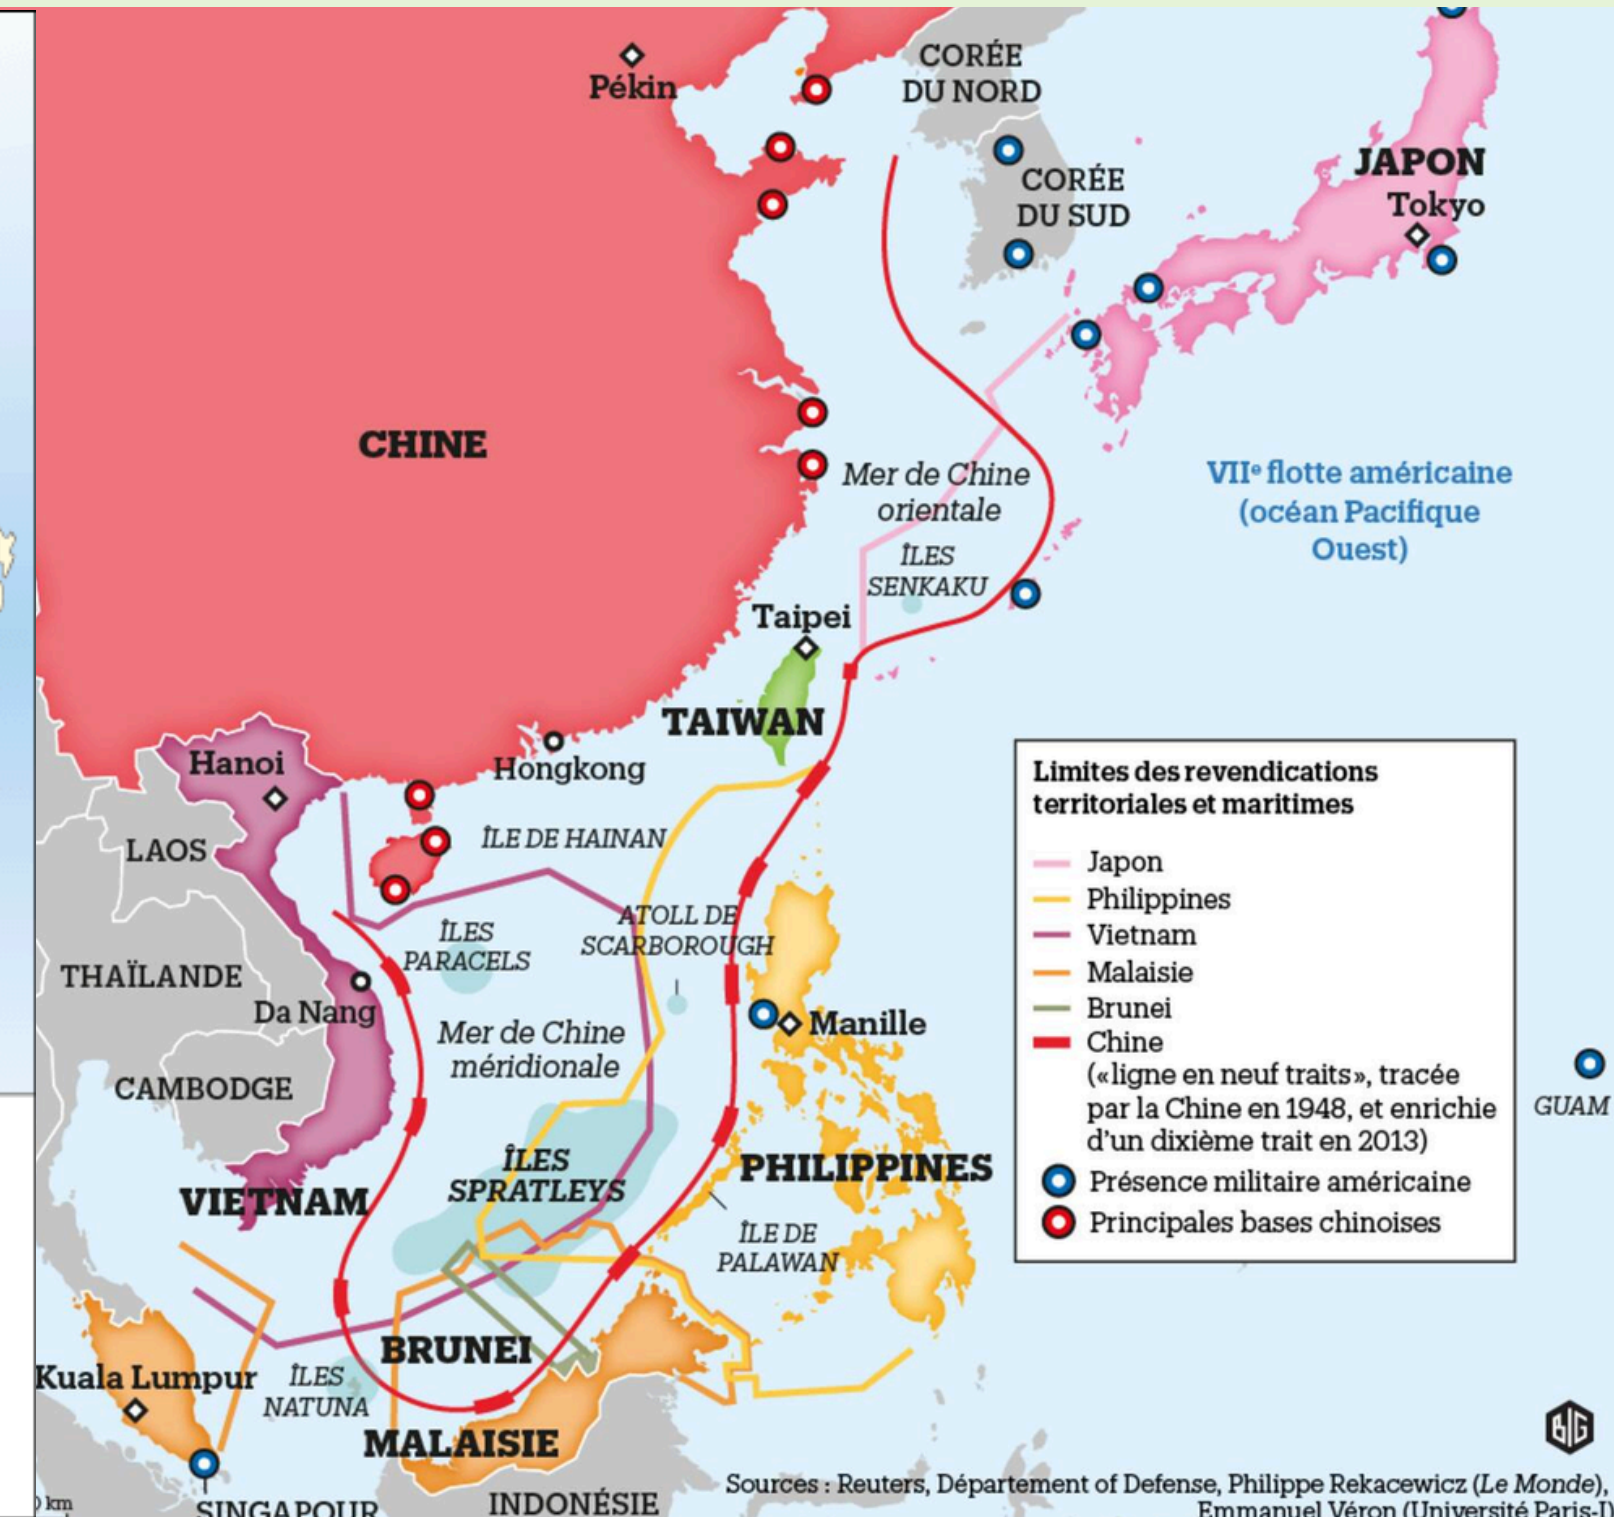 Pékin
CORÉE
DU NORD
CORÉE
DU SUD
JAPON
Tokyo
CHINE
Mer de Chine
orientale
VIIᵉ flotte américaine
(océan Pacifique
Ouest)
ÎLES
SENKAKU
Taipei
TAIWAN
Hanoi
Hongkong
LAOS
ÎLE DE HAINAN
ÎLES
PARACELS
ATOLL DE
SCARBOROUGH
THAÏLANDE
Da Nang
Mer de Chine
méridionale
Manille
CAMBODGE
VIETNAM
ÎLES
SPRATLEYS
PHILIPPINES
ÎLE DE
PALAWAN
GUAM
BRUNEI
Kuala Lumpur
ÎLES
NATUNA
MALAISIE
SINGAPOUR
INDONÉSIE
km
Limites des revendications
territoriales et maritimes
Japon
Philippines
Vietnam
Malaisie
Brunei
Chine
(«ligne en neuf traits», tracée
par la Chine en 1948, et enrichie
d'un dixième trait en 2013)
Présence militaire américaine
Principales bases chinoises
BIG
Sources : Reuters, Département of Defense, Philippe Rekacewicz (Le Monde),
Emmanuel Véron (Université Paris-I)